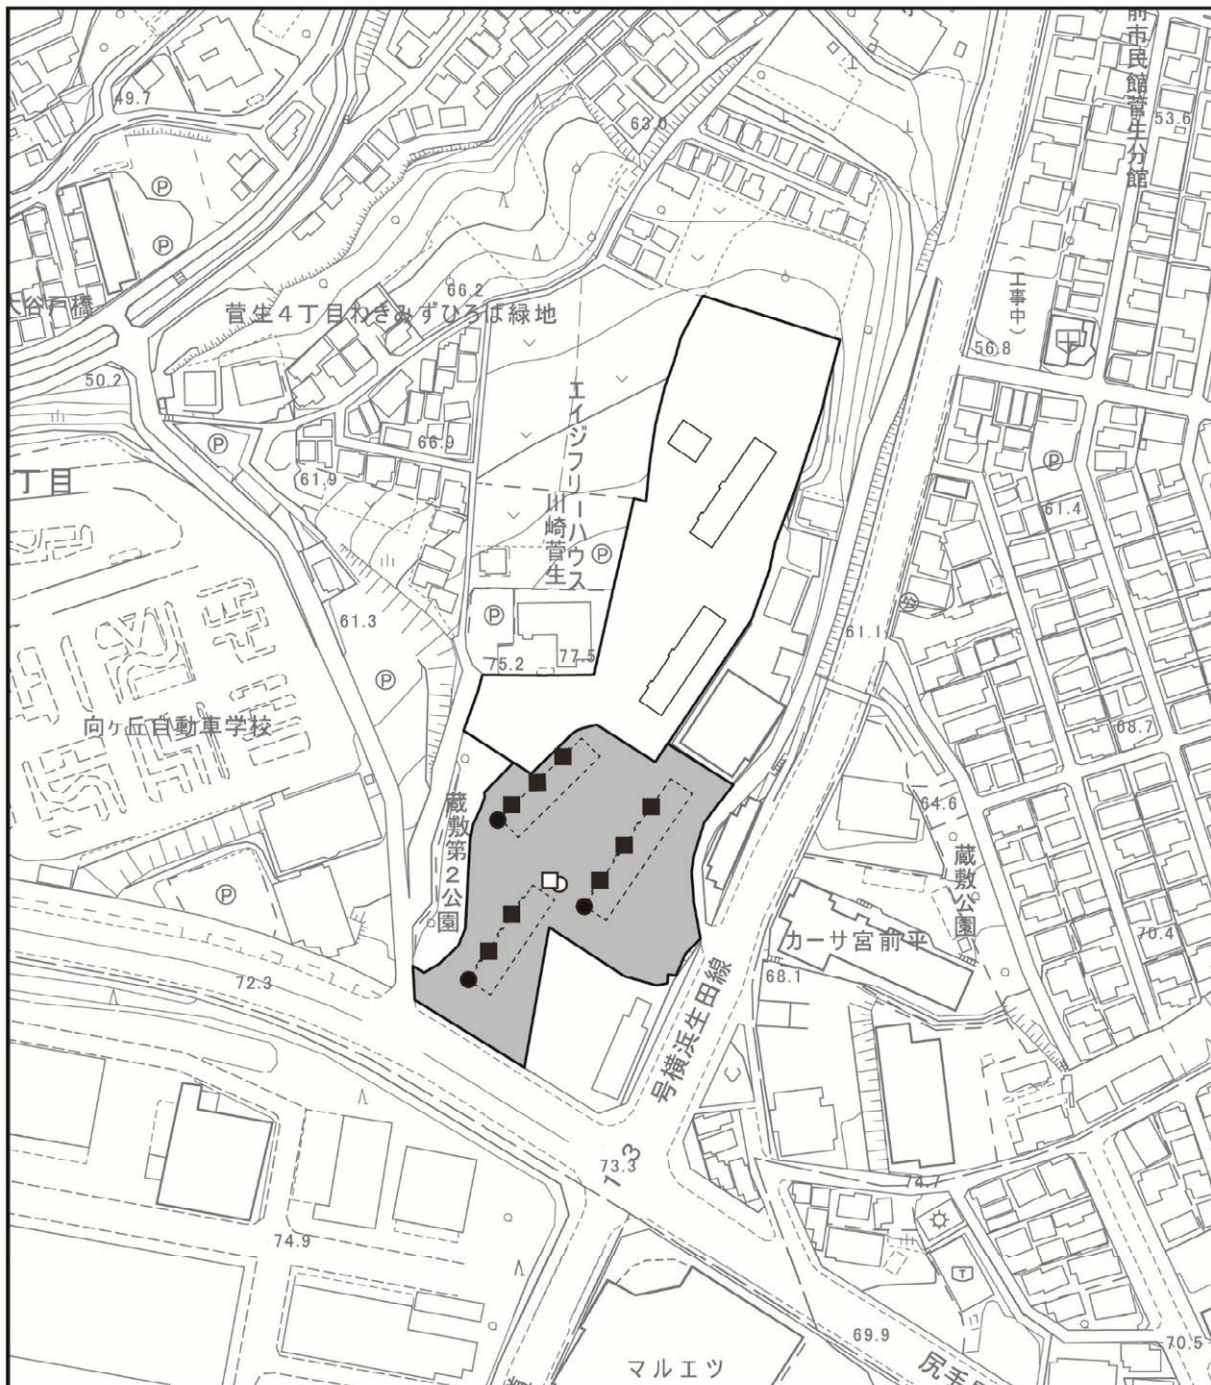 前市民館菅生分館
49.7
63.0
53.6
Ⓟ
Ⓟ
(工事中)
大谷戸橋
66.2
菅生4丁目わきみずひろば緑地
56.8
50.2
エイジフリーハウス
川崎菅生
66.9
Ⓟ
Ⓟ
61.9
丁目
61.4
Ⓟ
61.3
Ⓟ
61.1
75.2
77.5
Ⓟ
向ヶ丘自動車学校
68.7
64.6
蔵敷第2公園
蔵敷公園
Ⓟ
カーサ宮前平
70.4
68.1
72.3
号横浜生田線
13
73.3
74.7
74.9
T
69.9
70.5
マルエツ
尻手